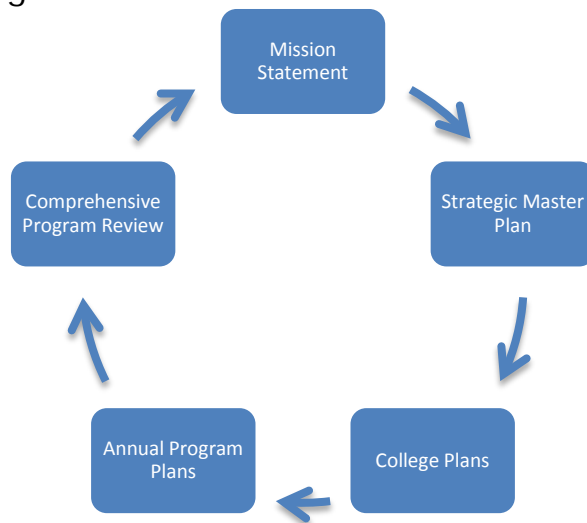 g
Mission
Statement
Strategic Master
Plan
College Plans
Annual Program
Plans
Comprehensive
Program Review